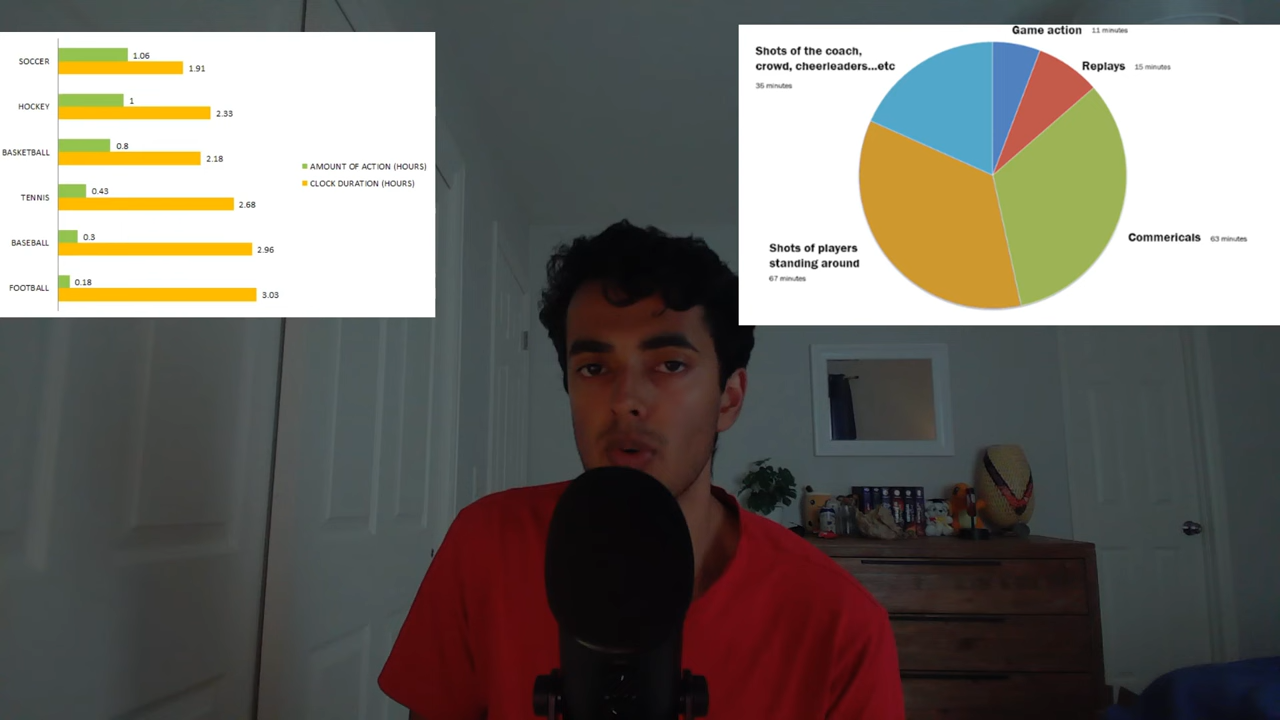 SOCCER
1.06
1.91
HOCKEY
1
2.33
BASKETBALL
0.8
2.18
TENNIS
0.43
2.68
BASEBALL
0.3
2.96
FOOTBALL
0.18
3.03
AMOUNT OF ACTION (HOURS)
CLOCK DURATION (HOURS)
Game action 11 minutes
Shots of the coach,
crowd, cheerleaders...etc
35 minutes
Replays 15 minutes
Commericals 63 minutes
Shots of players
standing around
67 minutes